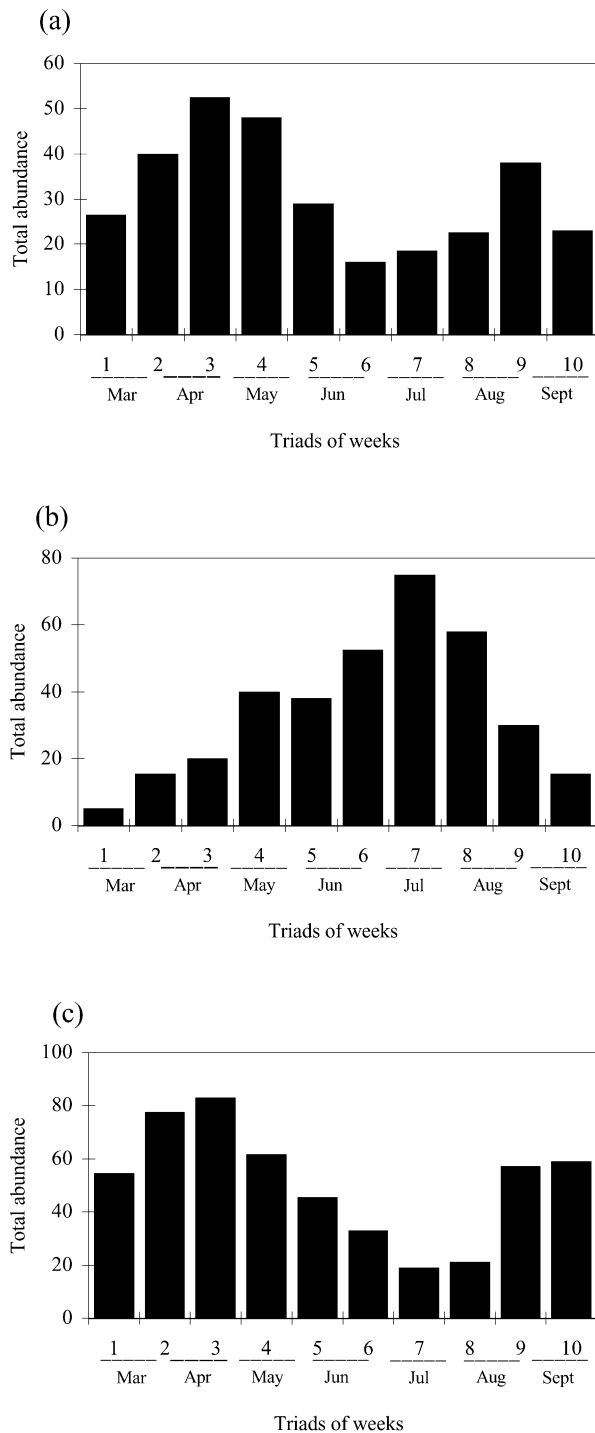 (a)
60
50
40
30
20
10
0
Total abundance
1 2 3 4 5 6 7 8 9 10
Mar Apr May Jun Jul Aug Sept
Triads of weeks
(b)
80
60
40
20
0
Total abundance
1 2 3 4 5 6 7 8 9 10
Mar Apr May Jun Jul Aug Sept
Triads of weeks
(c)
100
80
60
40
20
0
Total abundance
1 2 3 4 5 6 7 8 9 10
Mar Apr May Jun Jul Aug Sept
Triads of weeks